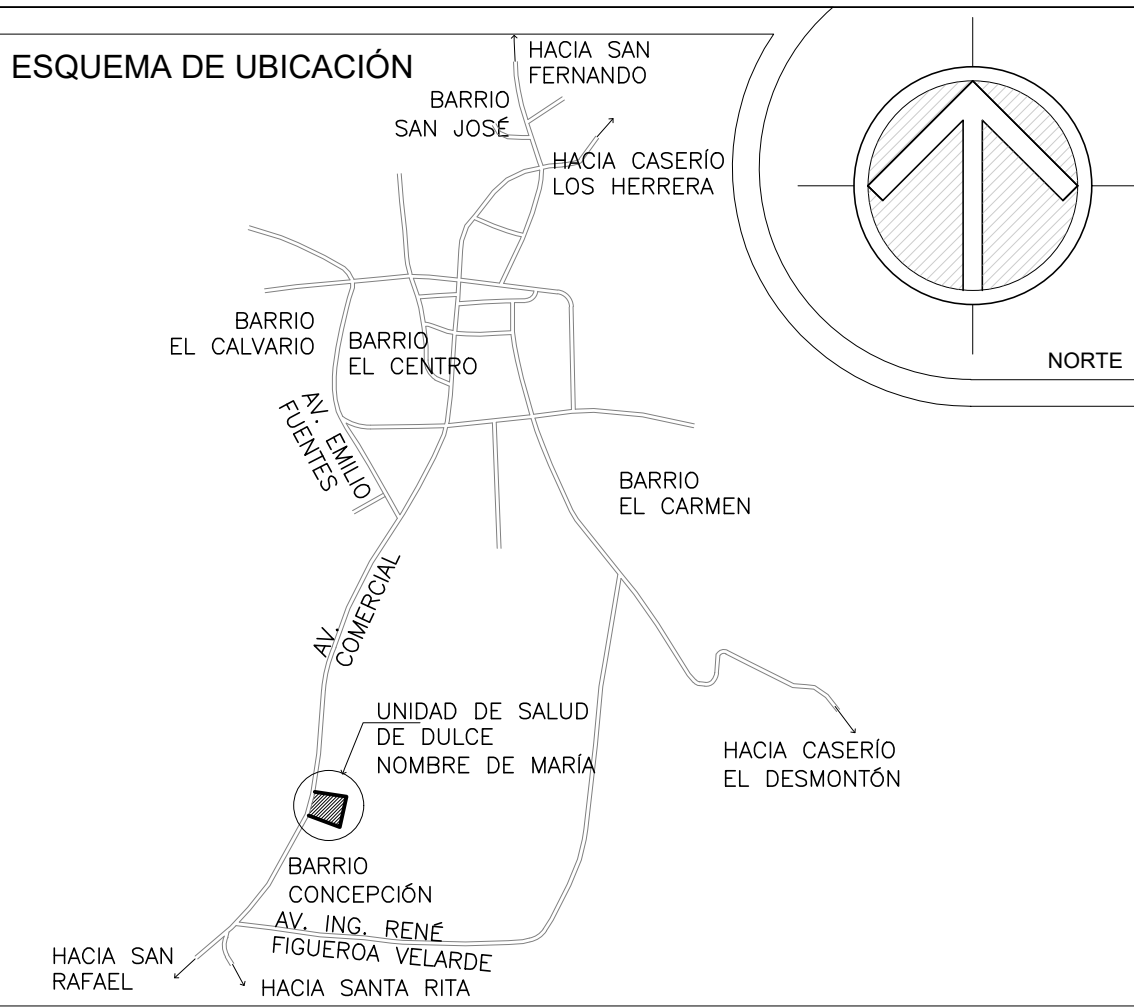 ESQUEMA DE UBICACIÓN
HACIA SAN
FERNANDO
BARRIO
SAN JOSÉ
HACIA CASERÍO
LOS HERRERA
NORTE
BARRIO
EL CALVARIO
BARRIO
EL CENTRO
AV. EMILIO
FUENTES
BARRIO
EL CARMEN
AV.
COMERCIAL
UNIDAD DE SALUD
DE DULCE
NOMBRE DE MARÍA
HACIA CASERÍO
EL DESMONTÓN
BARRIO
CONCEPCIÓN
AV. ING. RENÉ
FIGUEROA VELARDE
HACIA SAN
RAFAEL
HACIA SANTA RITA